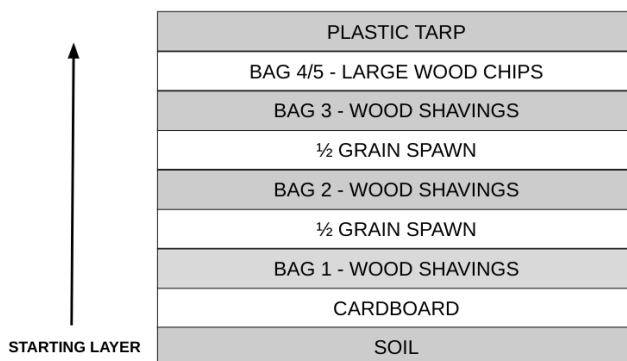 PLASTIC TARP
BAG 4/5 - LARGE WOOD CHIPS
BAG 3 - WOOD SHAVINGS
½ GRAIN SPAWN
BAG 2 - WOOD SHAVINGS
½ GRAIN SPAWN
BAG 1 - WOOD SHAVINGS
CARDBOARD
STARTING LAYER
SOIL